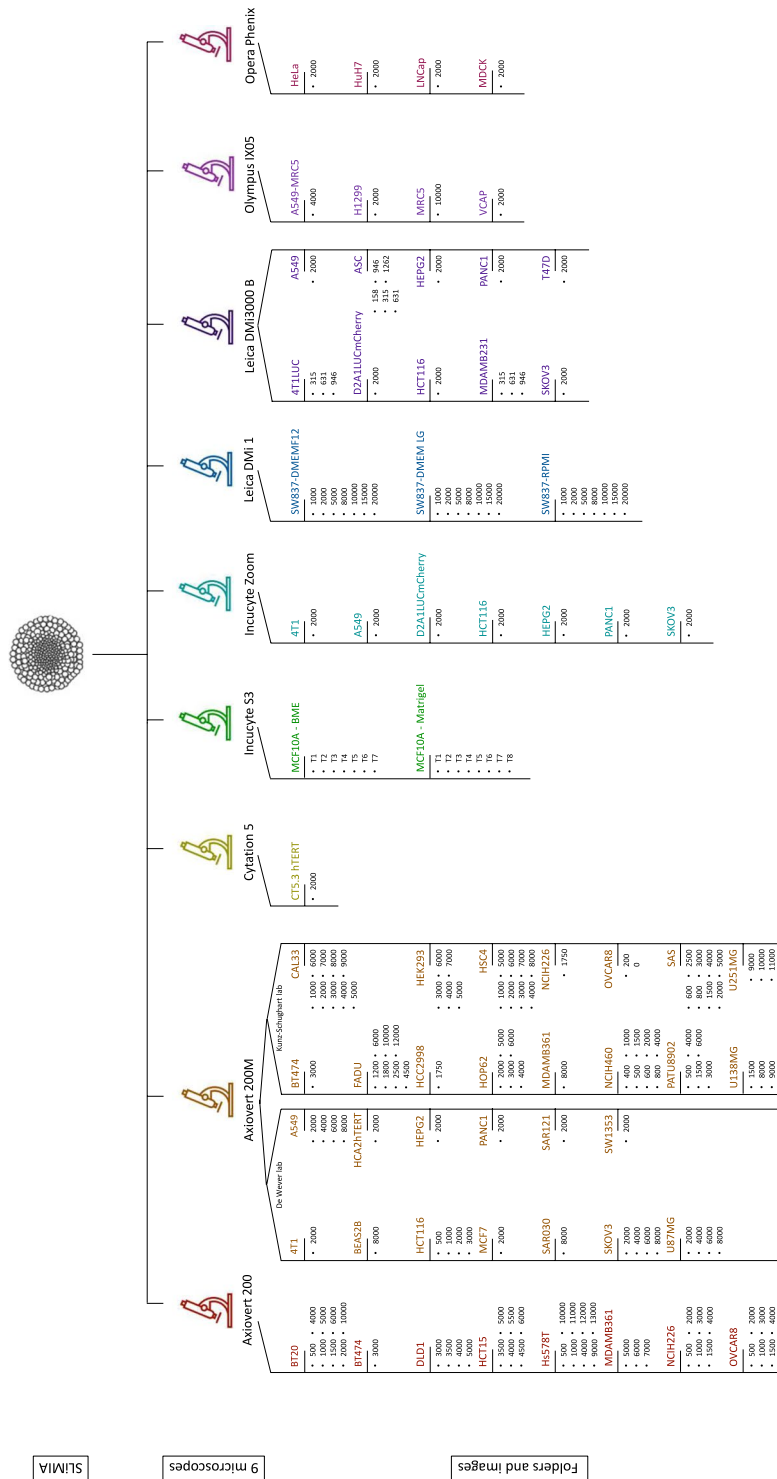 SLiMIA
9 microscopes
Folders and images
Axiovert 200
BT20
• 500 • 4000
• 1000 • 5000
• 1500 • 6000
• 2000 • 10000
BT474
• 3000
DLD1
• 3000
• 3500
• 4000
• 5000
HCT15
• 3500 • 5000
• 4000 • 5500
• 4500 • 6000
Hs578T
• 500 • 10000
• 1000 • 11000
• 4000 • 12000
• 9000 • 13000
MDAMB361
• 5000
• 6000
• 7000
NCIH226
• 500 • 2000
• 1000 • 3000
• 1500 • 4000
OVCAR8
• 500 • 2000
• 1000 • 3000
• 1500 • 4000
Axiovert 200M
De Wever lab
4T1
• 2000
BEAS2B
• 8000
HCT116
• 500
• 1000
• 2000
• 3000
MCF7
• 2000
SAR030
• 8000
SKOV3
• 2000
• 4000
• 6000
• 8000
U87MG
• 2000
• 4000
• 6000
• 8000
A549
• 2000
• 4000
• 6000
• 8000
HCA2hTERT
• 2000
HEPG2
• 2000
PANC1
• 2000
SAR121
• 2000
SW1353
• 2000
Kunz-Schughart lab
BT474
• 3000
FADU
• 1200 • 6000
• 1800 • 10000
• 2500 • 12000
• 4500
HCC2998
• 1750
HOP62
• 2000 • 5000
• 3000 • 6000
• 4000
MDAMB361
• 8000
NCIH460
• 400 • 1000
• 500 • 1500
• 600 • 2000
• 800 • 4000
PATU8902
• 500 • 4000
• 1500 • 6000
• 3000
U138MG
• 1500
• 8000
• 9000
CAL33
• 1000 • 6000
• 2000 • 7000
• 3000 • 8000
• 4000 • 9000
• 5000
HEK293
• 3000 • 6000
• 4000 • 7000
• 5000
HSC4
• 1000 • 5000
• 2000 • 6000
• 3000 • 7000
• 4000 • 8000
NCIH226
• 1750
OVCAR8
• 200
0
SAS
• 600 • 2500
• 800 • 3000
• 1500 • 4000
• 2000 • 5000
U251MG
• 9000
• 10000
• 11000
Cytation 5
CT5.3 hTERT
• 2000
Incucyte S3
MCF10A - BME
• T1
• T2
• T3
• T4
• T5
• T6
• T7
MCF10A - Matrigel
• T1
• T2
• T3
• T4
• T5
• T6
• T7
• T8
Incucyte Zoom
4T1
• 2000
A549
• 2000
D2A1LUCmCherry
• 2000
HCT116
• 2000
HEPG2
• 2000
PANC1
• 2000
SKOV3
• 2000
Leica DMi 1
SW837-DMEMF12
• 1000
• 2000
• 5000
• 8000
• 10000
• 15000
• 20000
SW837-DMEM LG
• 1000
• 2000
• 5000
• 8000
• 10000
• 15000
• 20000
SW837-RPMI
• 1000
• 2000
• 5000
• 8000
• 10000
• 15000
• 20000
Leica DMi3000 B
4T1LUC
• 315
• 631
• 946
D2A1LUCmCherry
• 2000
HCT116
• 2000
MDAMB231
• 315
• 631
• 946
SKOV3
• 2000
A549
• 2000
ASC
• 158 • 946
• 315 • 1262
• 631
HEPG2
• 2000
PANC1
• 2000
T47D
• 2000
Olympus IX05
A549-MRC5
• 4000
H1299
• 2000
MRC5
• 10000
VCAP
• 2000
Opera Phenix
HeLa
• 2000
HuH7
• 2000
LNCap
• 2000
MDCK
• 2000